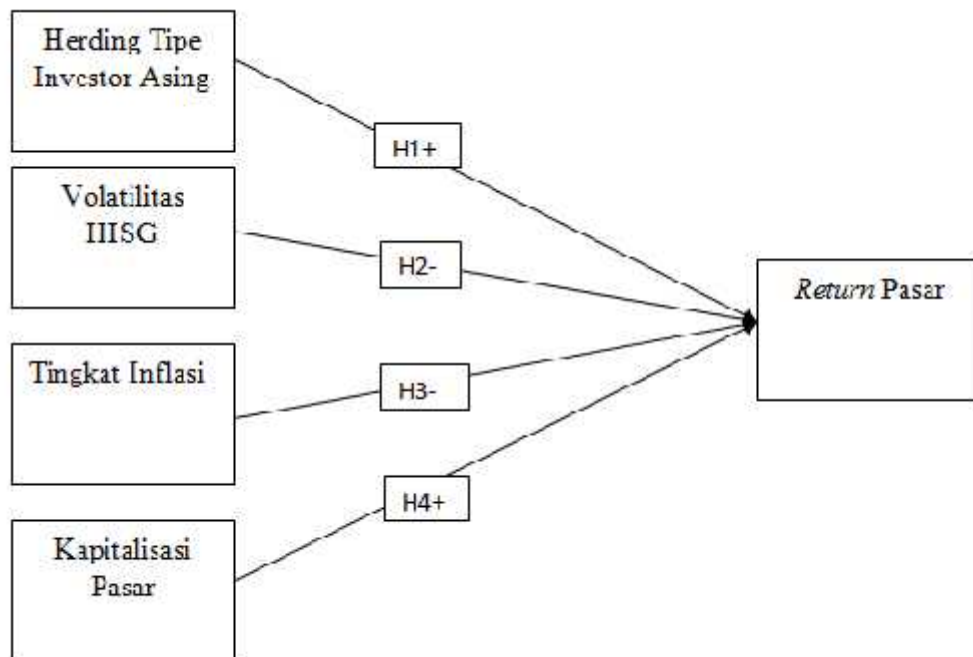 Herding Tipe
Investor Asing
H1+
Volatilitas
IHSG
H2-
Return Pasar
Tingkat Inflasi
H3-
H4+
Kapitalisasi
Pasar